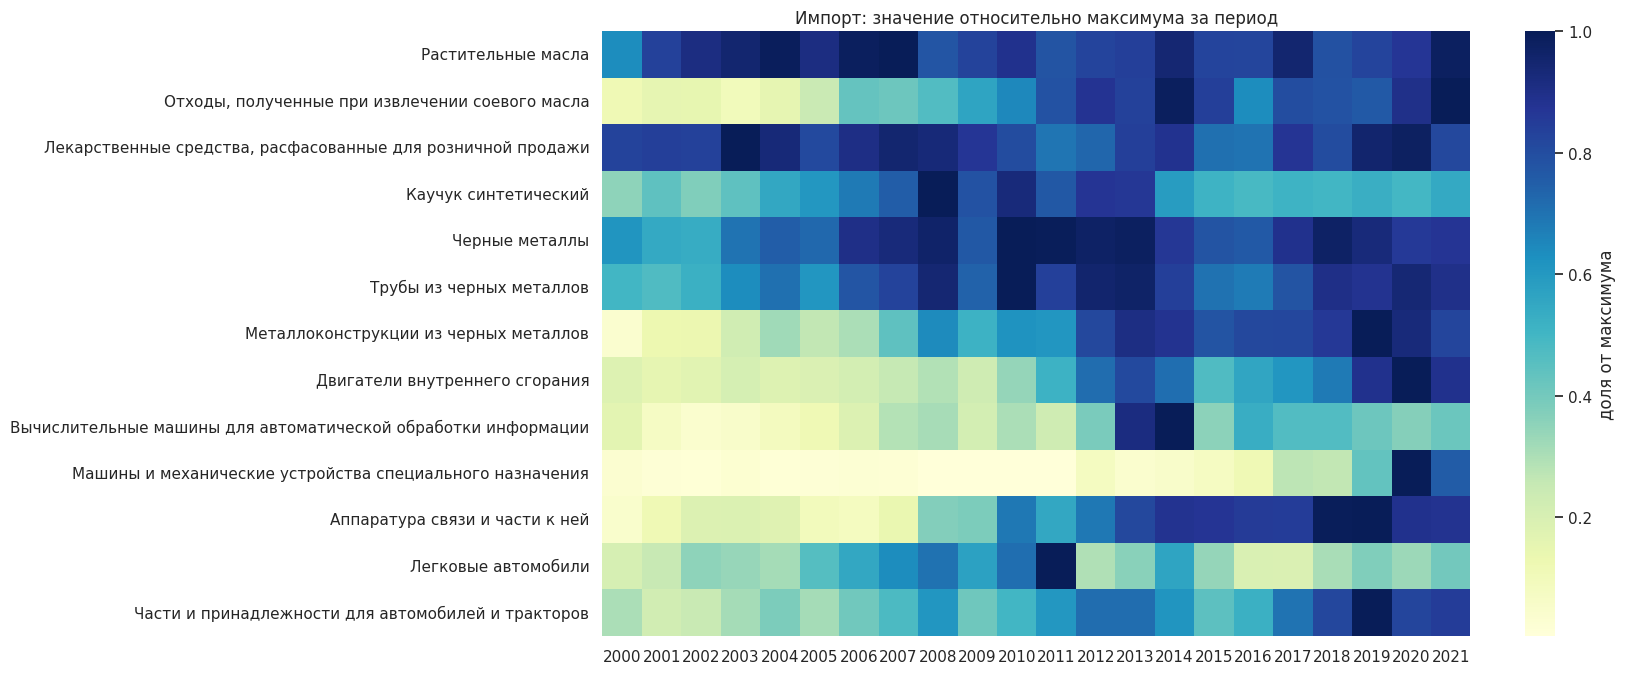 Импорт: значение относительно максимума за период
Растительные масла
Отходы, полученные при извлечении соевого масла
Лекарственные средства, расфасованные для розничной продажи
Каучук синтетический
Черные металлы
Трубы из черных металлов
Металлоконструкции из черных металлов
Двигатели внутреннего сгорания
Вычислительные машины для автоматической обработки информации
Машины и механические устройства специального назначения
Аппаратура связи и части к ней
Легковые автомобили
Части и принадлежности для автомобилей и тракторов
2000 2001 2002 2003 2004 2005 2006 2007 2008 2009 2010 2011 2012 2013 2014 2015 2016 2017 2018 2019 2020 2021
1.0
0.8
0.6
0.4
0.2
доля от максимума